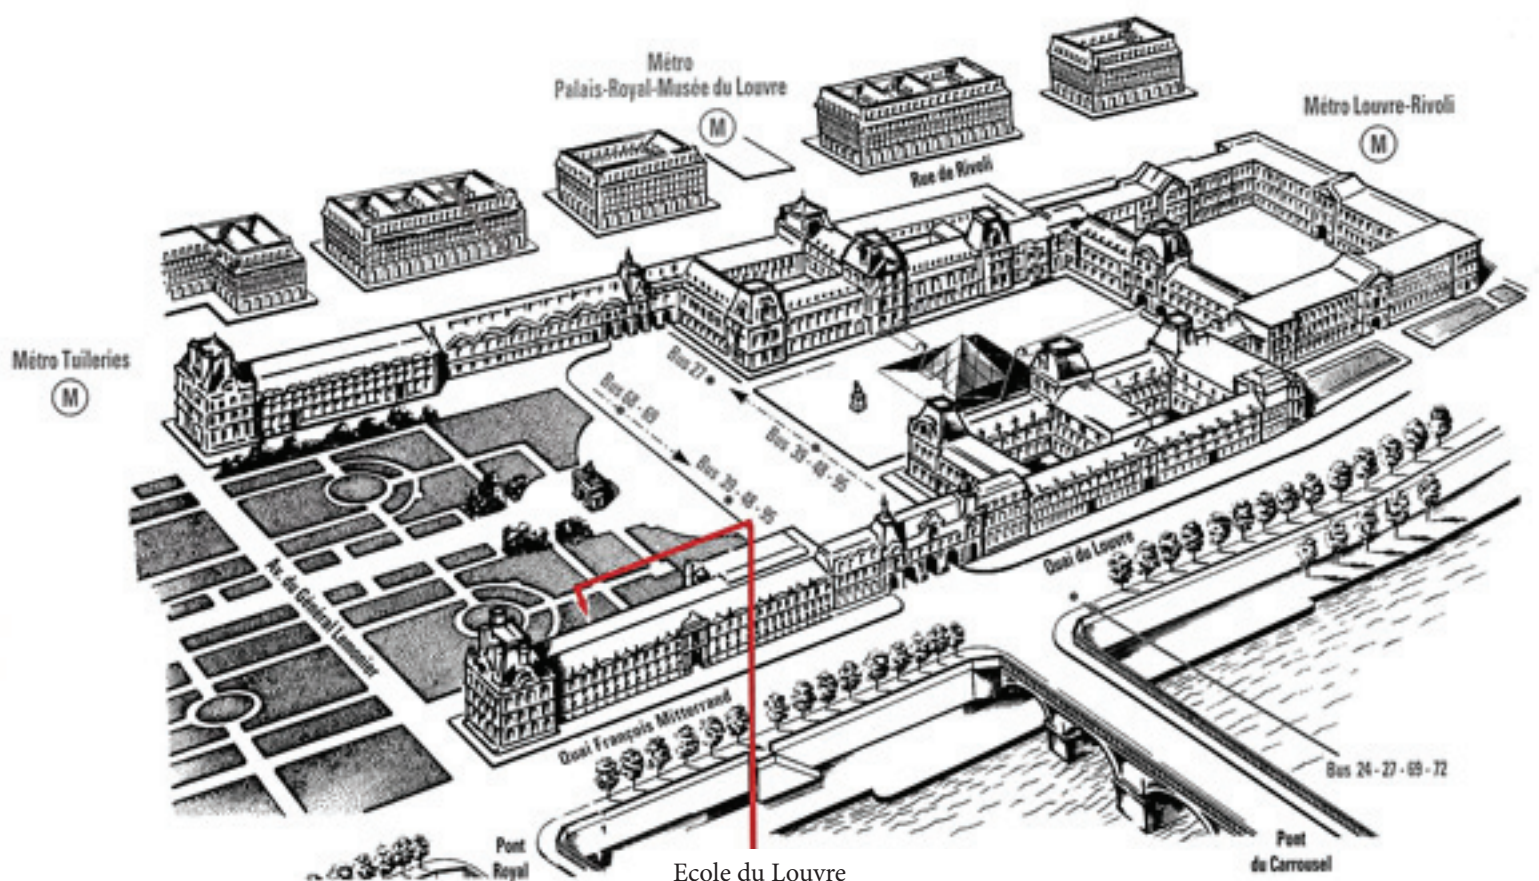 Métro
Palais-Royal-Musée du Louvre
M
Métro Louvre-Rivoli
M
Rue de Rivoli
Métro Tuileries
M
Bus 27
Bus 68 - 69
Bus 39 - 48 - 95
Bus 39 - 48 - 95
Quai du Louvre
Av. du Général Lemonnier
Quai François Mitterrand
Bus 24 - 27 - 69 - 72
Pont
Royal
Pont
du Carrousel
Ecole du Louvre